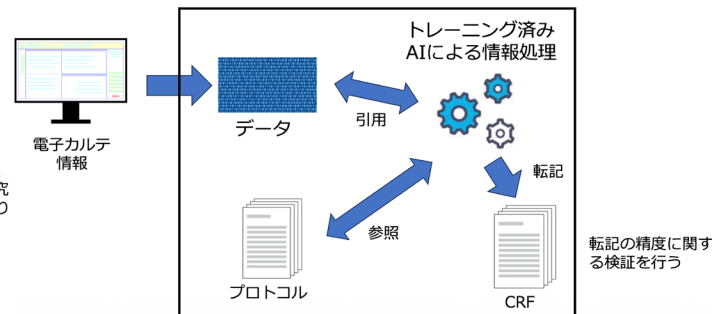 トレーニング済み
AIによる情報処理
データ
引用
電子カルテ
情報
究
り
転記
参照
プロトコル
CRF
転記の精度に関す
る検証を行う